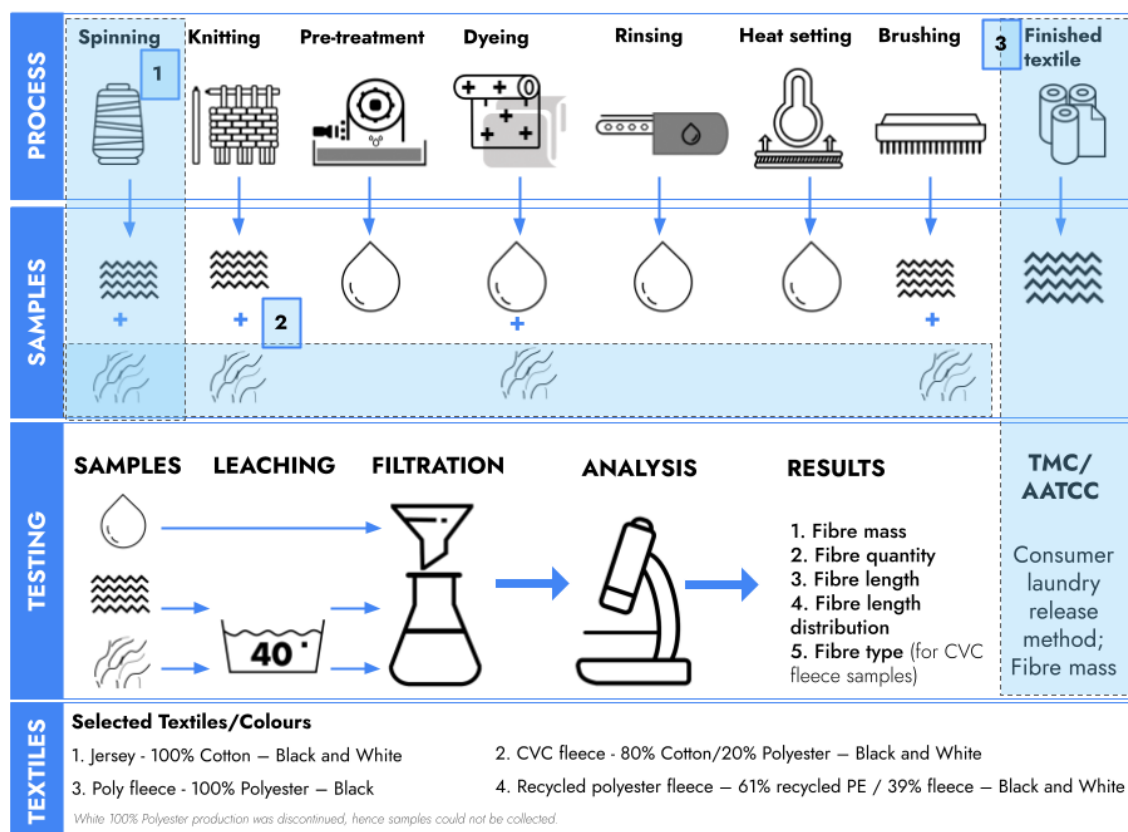 PROCESS
Spinning
1
Knitting
Pre-treatment
Dyeing
Rinsing
Heat setting
Brushing
3
Finished
textile
SAMPLES
2
TESTING
SAMPLES
LEACHING
FILTRATION
ANALYSIS
RESULTS
40
1. Fibre mass
2. Fibre quantity
3. Fibre length
4. Fibre length
distribution
5. Fibre type (for CVC
fleece samples)
TMC/
AATCC
Consumer
laundry
release
method;
Fibre mass
TEXTILES
Selected Textiles/Colours
1. Jersey - 100% Cotton – Black and White
2. CVC fleece - 80% Cotton/20% Polyester – Black and White
3. Poly fleece - 100% Polyester – Black
4. Recycled polyester fleece – 61% recycled PE / 39% fleece – Black and White
White 100% Polyester production was discontinued, hence samples could not be collected.